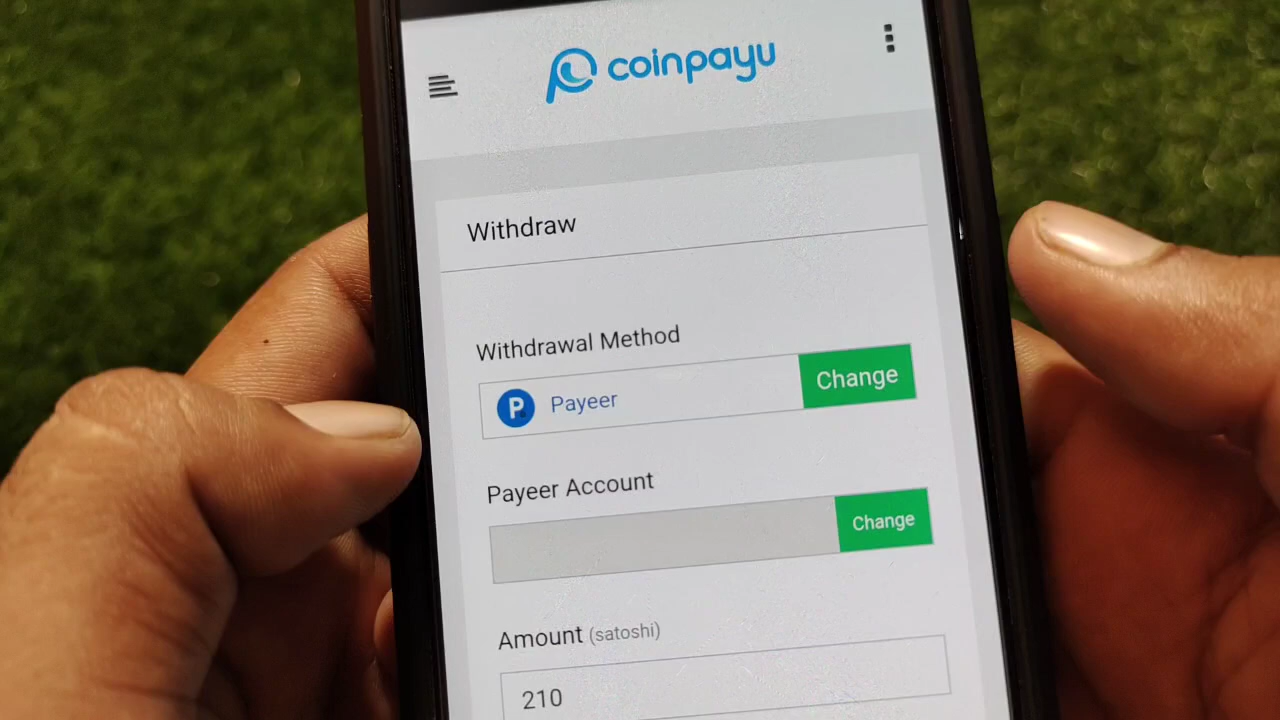 coinpayu
Withdraw
Withdrawal Method
P Payeer Change
Payeer Account
Change
Amount (satoshi)
210